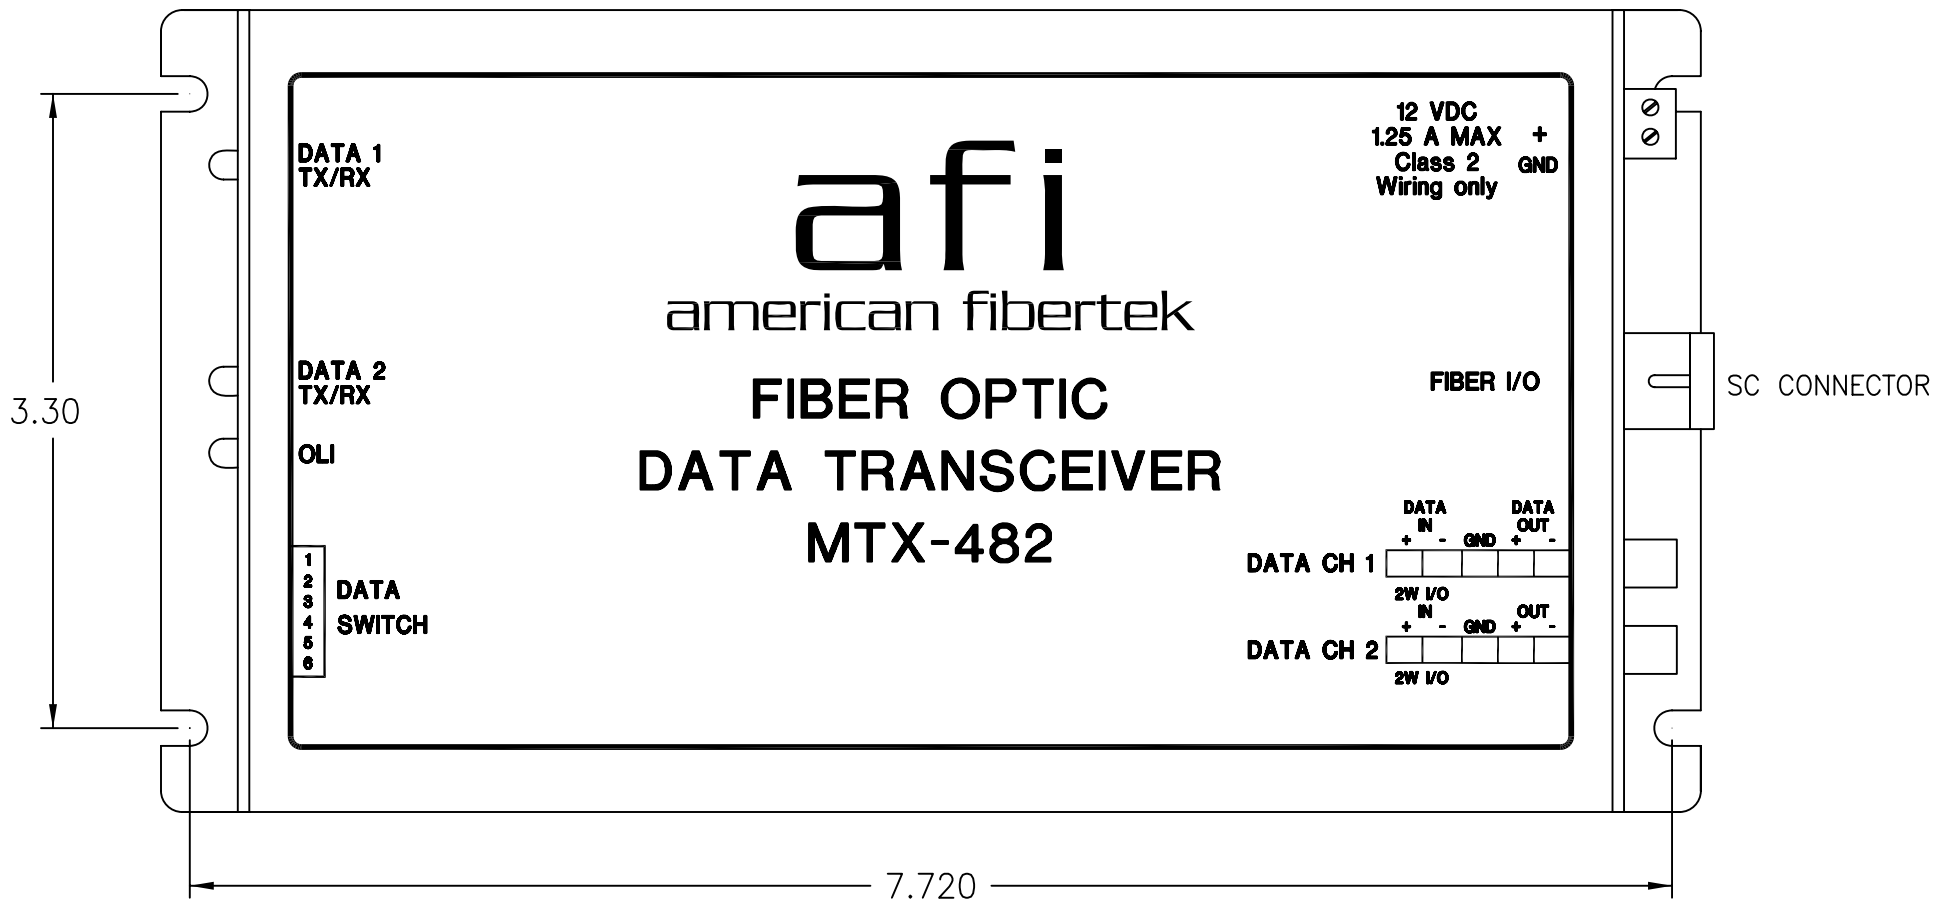 DATA 1
TX/RX
12 VDC
1.25 A MAX +
Class 2 GND
Wiring only
afi
american fibertek
FIBER OPTIC
DATA TRANSCEIVER
MTX-482
DATA 2
TX/RX
OLI
FIBER I/O
SC CONNECTOR
3.30
1
2
3
4
5
6
DATA
SWITCH
DATA DATA
IN OUT
+ - GND + -
DATA CH 1
2W I/O
IN OUT
+ - GND + -
DATA CH 2
2W I/O
7.720